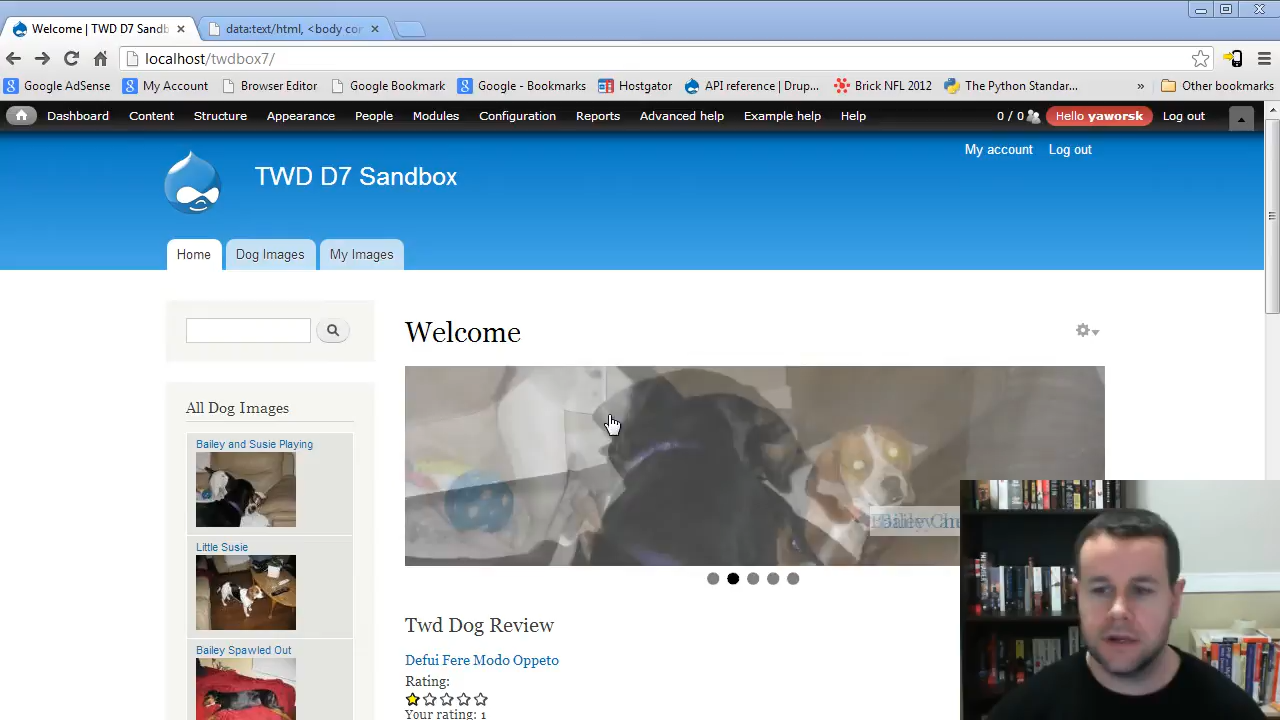 Welcome | TWD D7 Sandb
data:text/html, <body cor
localhost/twdbox7/
Google AdSense
My Account
Browser Editor
Google Bookmark
Google - Bookmarks
Hostgator
API reference | Drup...
Brick NFL 2012
The Python Standar...
»
Other bookmarks
Dashboard
Content
Structure
Appearance
People
Modules
Configuration
Reports
Advanced help
Example help
Help
0 / 0
Hello yaworsk
Log out
My account
Log out
TWD D7 Sandbox
Home
Dog Images
My Images
Welcome
All Dog Images
Bailey and Susie Playing
Little Susie
Bailey Spawled Out
Twd Dog Review
Defui Fere Modo Oppeto
Rating:
Your rating: 1